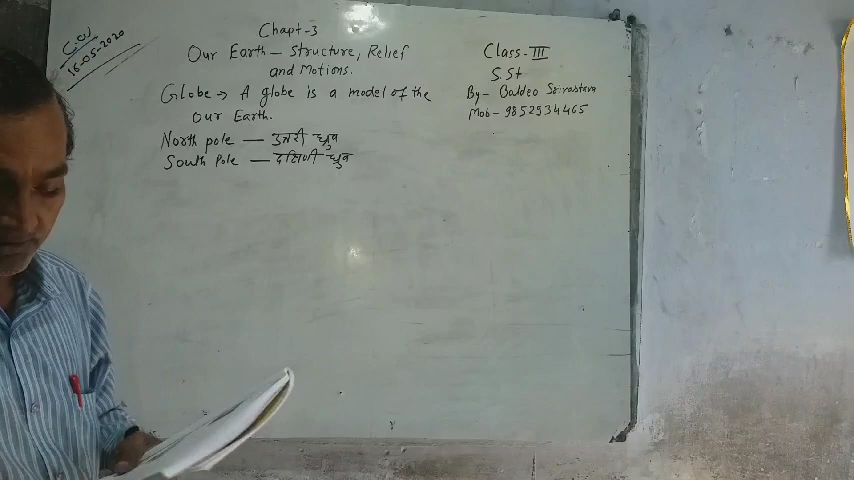 C.W
16-05-2020
Chapt-3
Our Earth - Structure, Relief
and Motions.
Class - III
S.St
By- Baldeo Srivastava
Mob- 9852934465
Globe → A globe is a model of the
Our Earth.
North pole — उत्तरी ध्रुव
South Pole — दक्षिणी ध्रुव